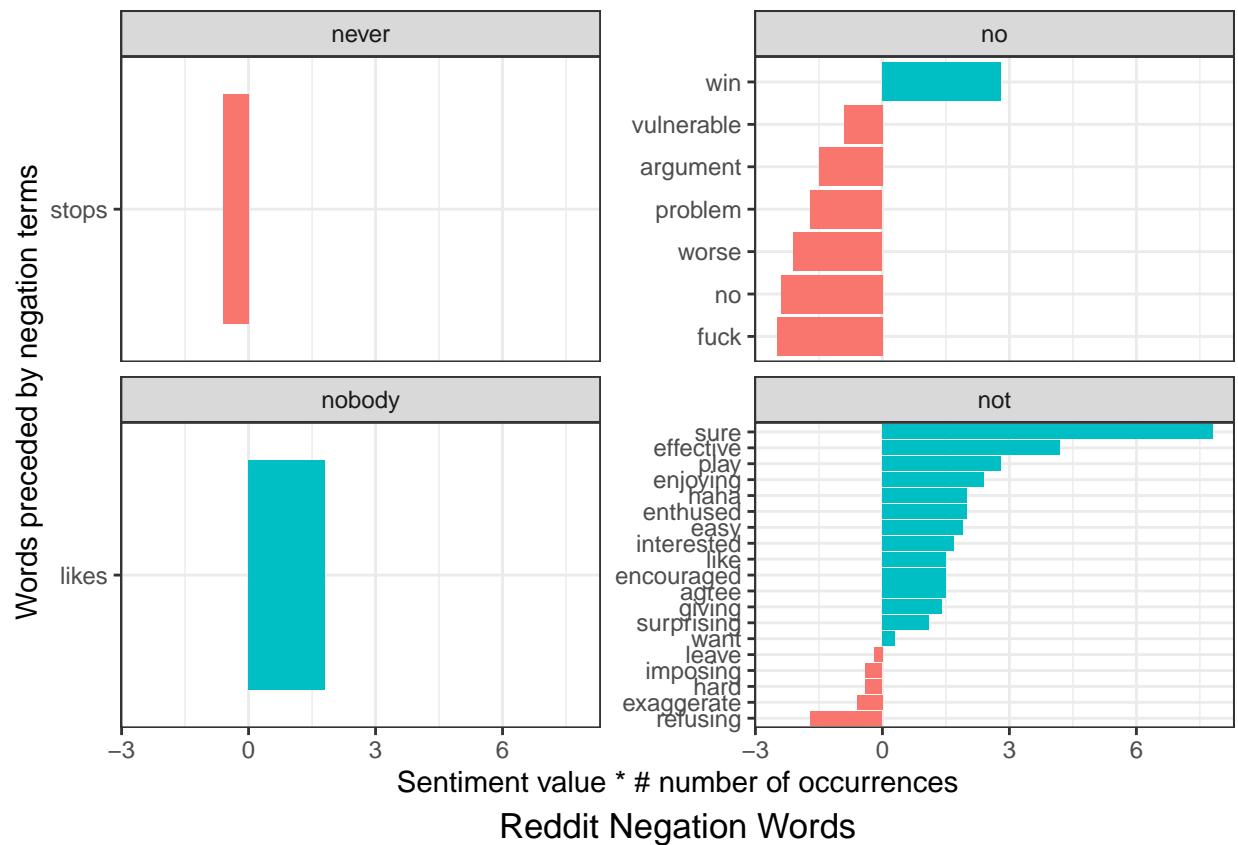 never
no
Words preceded by negation terms
stops
win
vulnerable
argument
problem
worse
no
fuck
nobody
not
likes
sure
effective
play
enjoying
haha
enthused
easy
interested
like
encouraged
agree
giving
surprising
want
leave
imposing
hard
exaggerate
refusing
−3 0 3 6
−3 0 3 6
Sentiment value * # number of occurrences
Reddit Negation Words